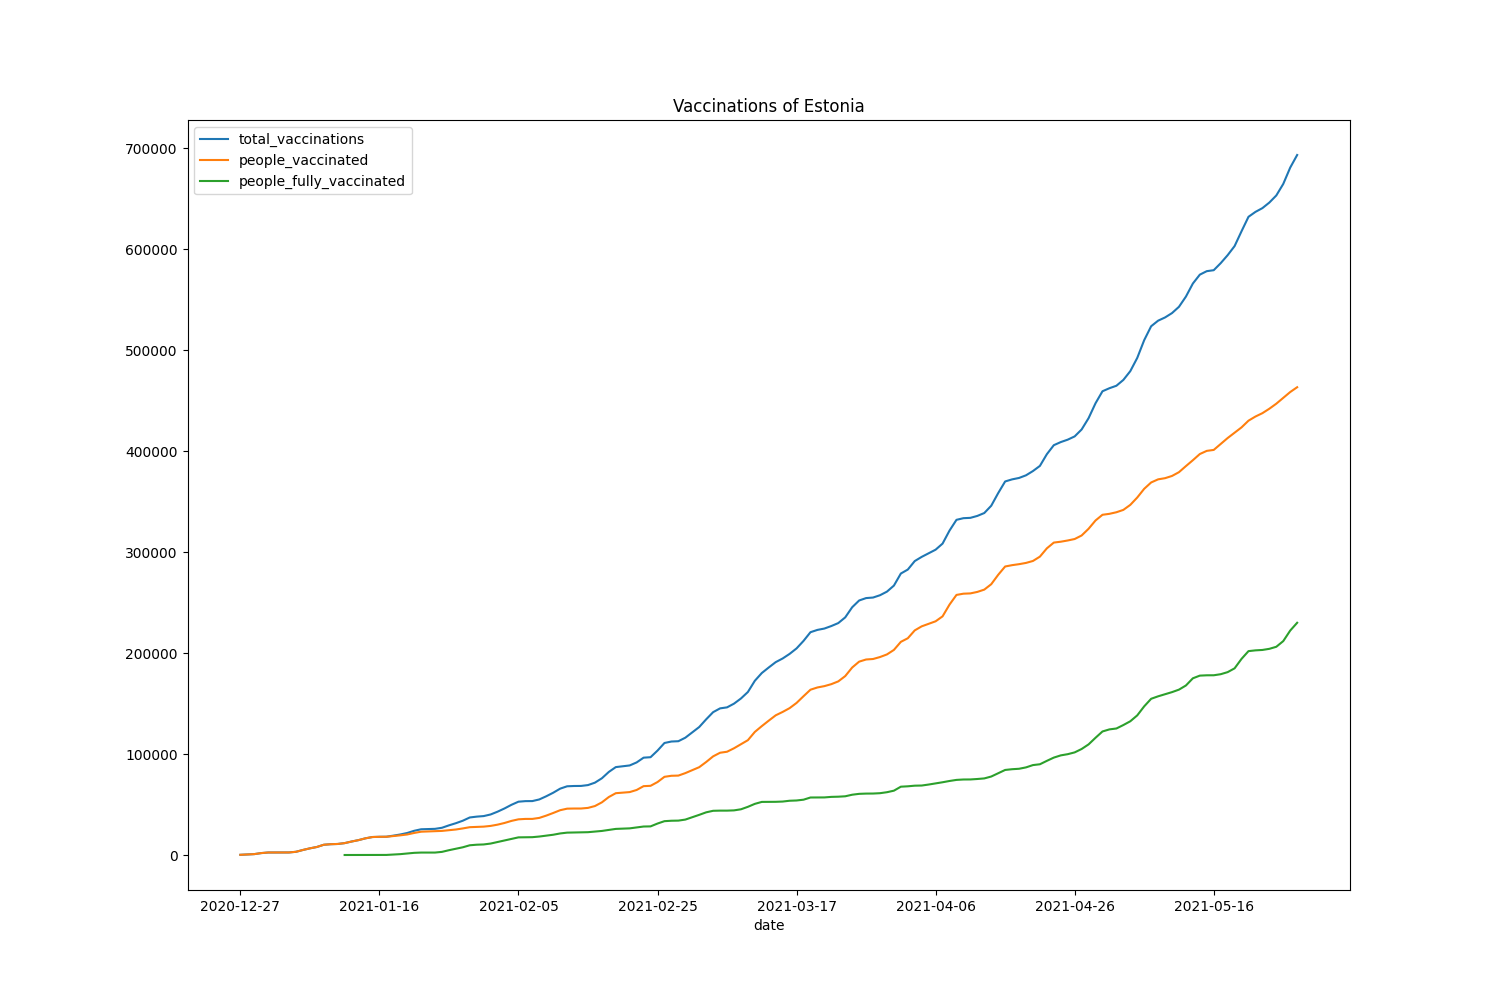 Vaccinations of Estonia
total_vaccinations
people_vaccinated
people_fully_vaccinated
700000
600000
500000
400000
300000
200000
100000
0
2020-12-27 2021-01-16 2021-02-05 2021-02-25 2021-03-17 2021-04-06 2021-04-26 2021-05-16
date